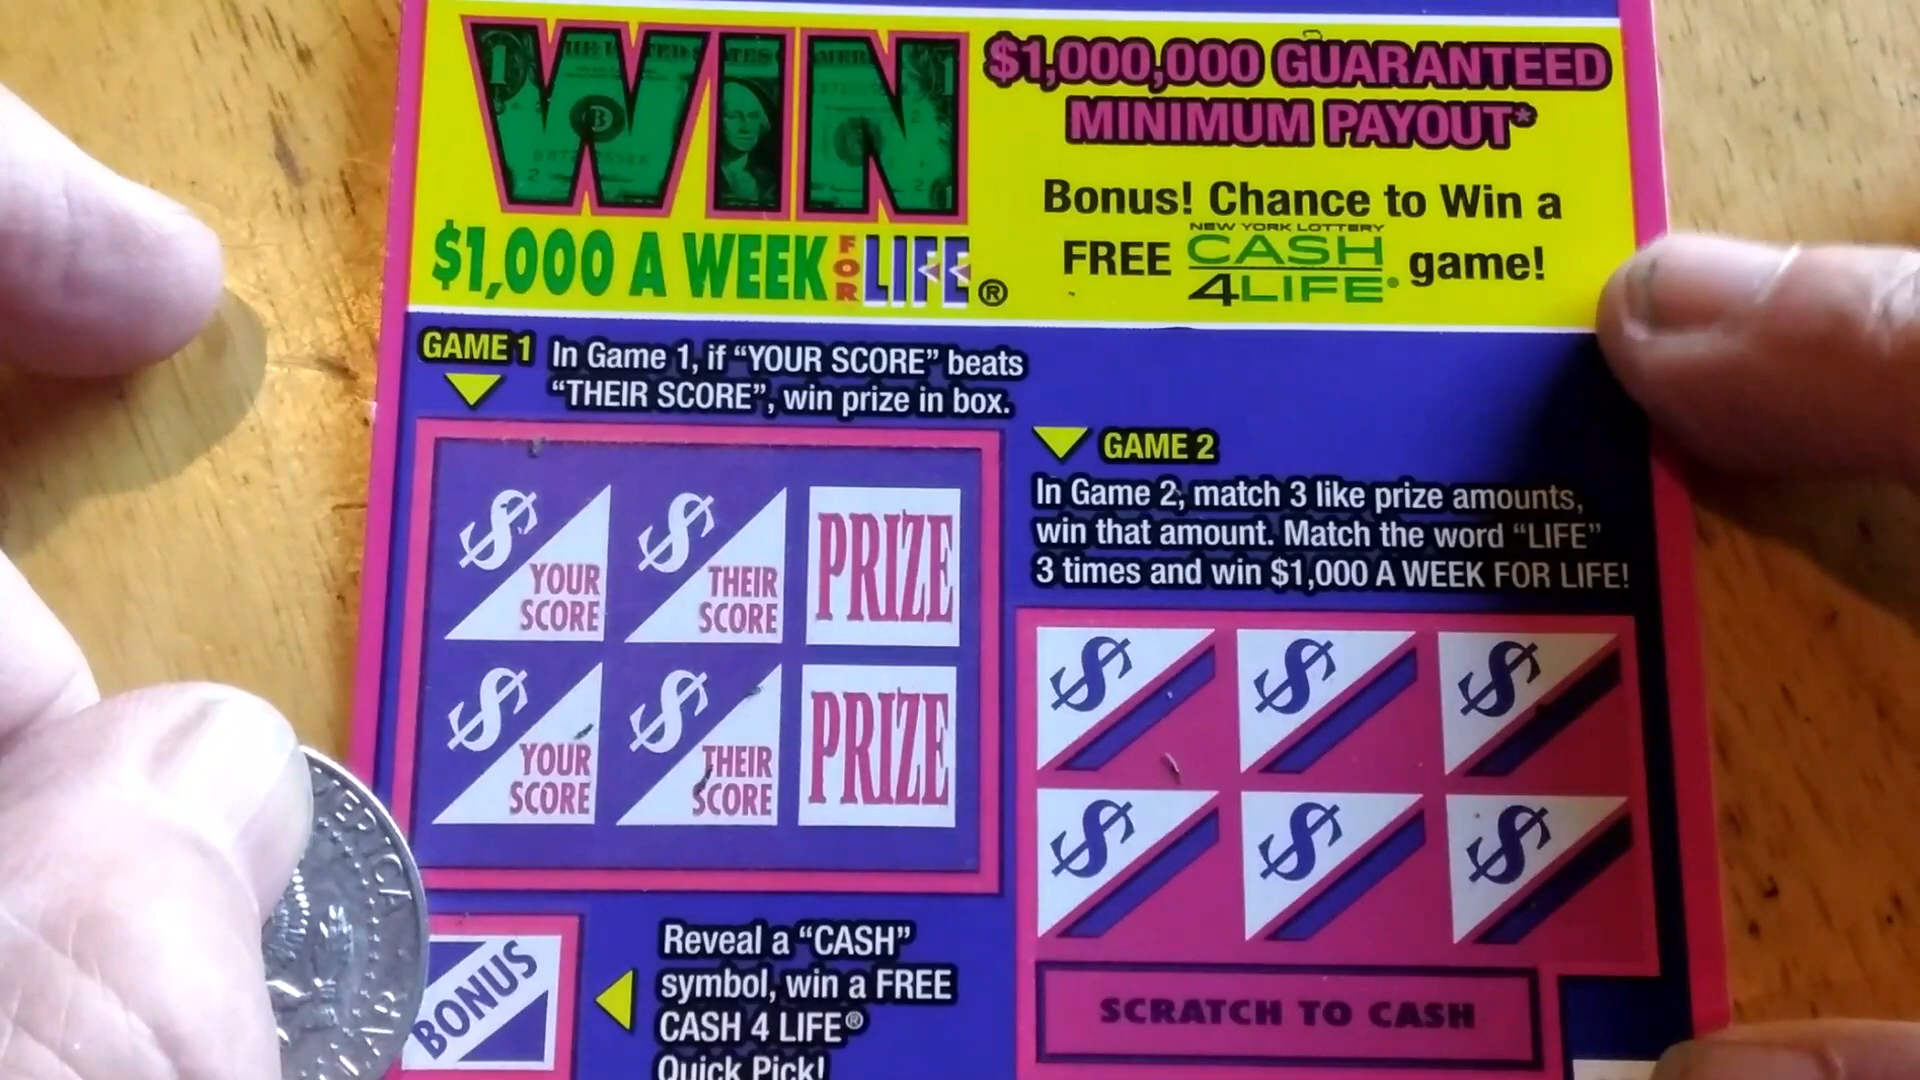 WIN
$1,000 A WEEK FOR LIFE®
$1,000,000 GUARANTEED
MINIMUM PAYOUT*
Bonus! Chance to Win a
FREE NEW YORK LOTTERY CASH 4LIFE® game!
GAME 1
In Game 1, if “YOUR SCORE” beats
“THEIR SCORE”, win prize in box.
$ YOUR SCORE
$ THEIR SCORE
PRIZE
$ YOUR SCORE
$ THEIR SCORE
PRIZE
GAME 2
In Game 2, match 3 like prize amounts,
win that amount. Match the word “LIFE”
3 times and win $1,000 A WEEK FOR LIFE!
$ $ $
$ $ $
SCRATCH TO CASH
BONUS
Reveal a “CASH”
symbol, win a FREE
CASH 4 LIFE®
Quick Pick!